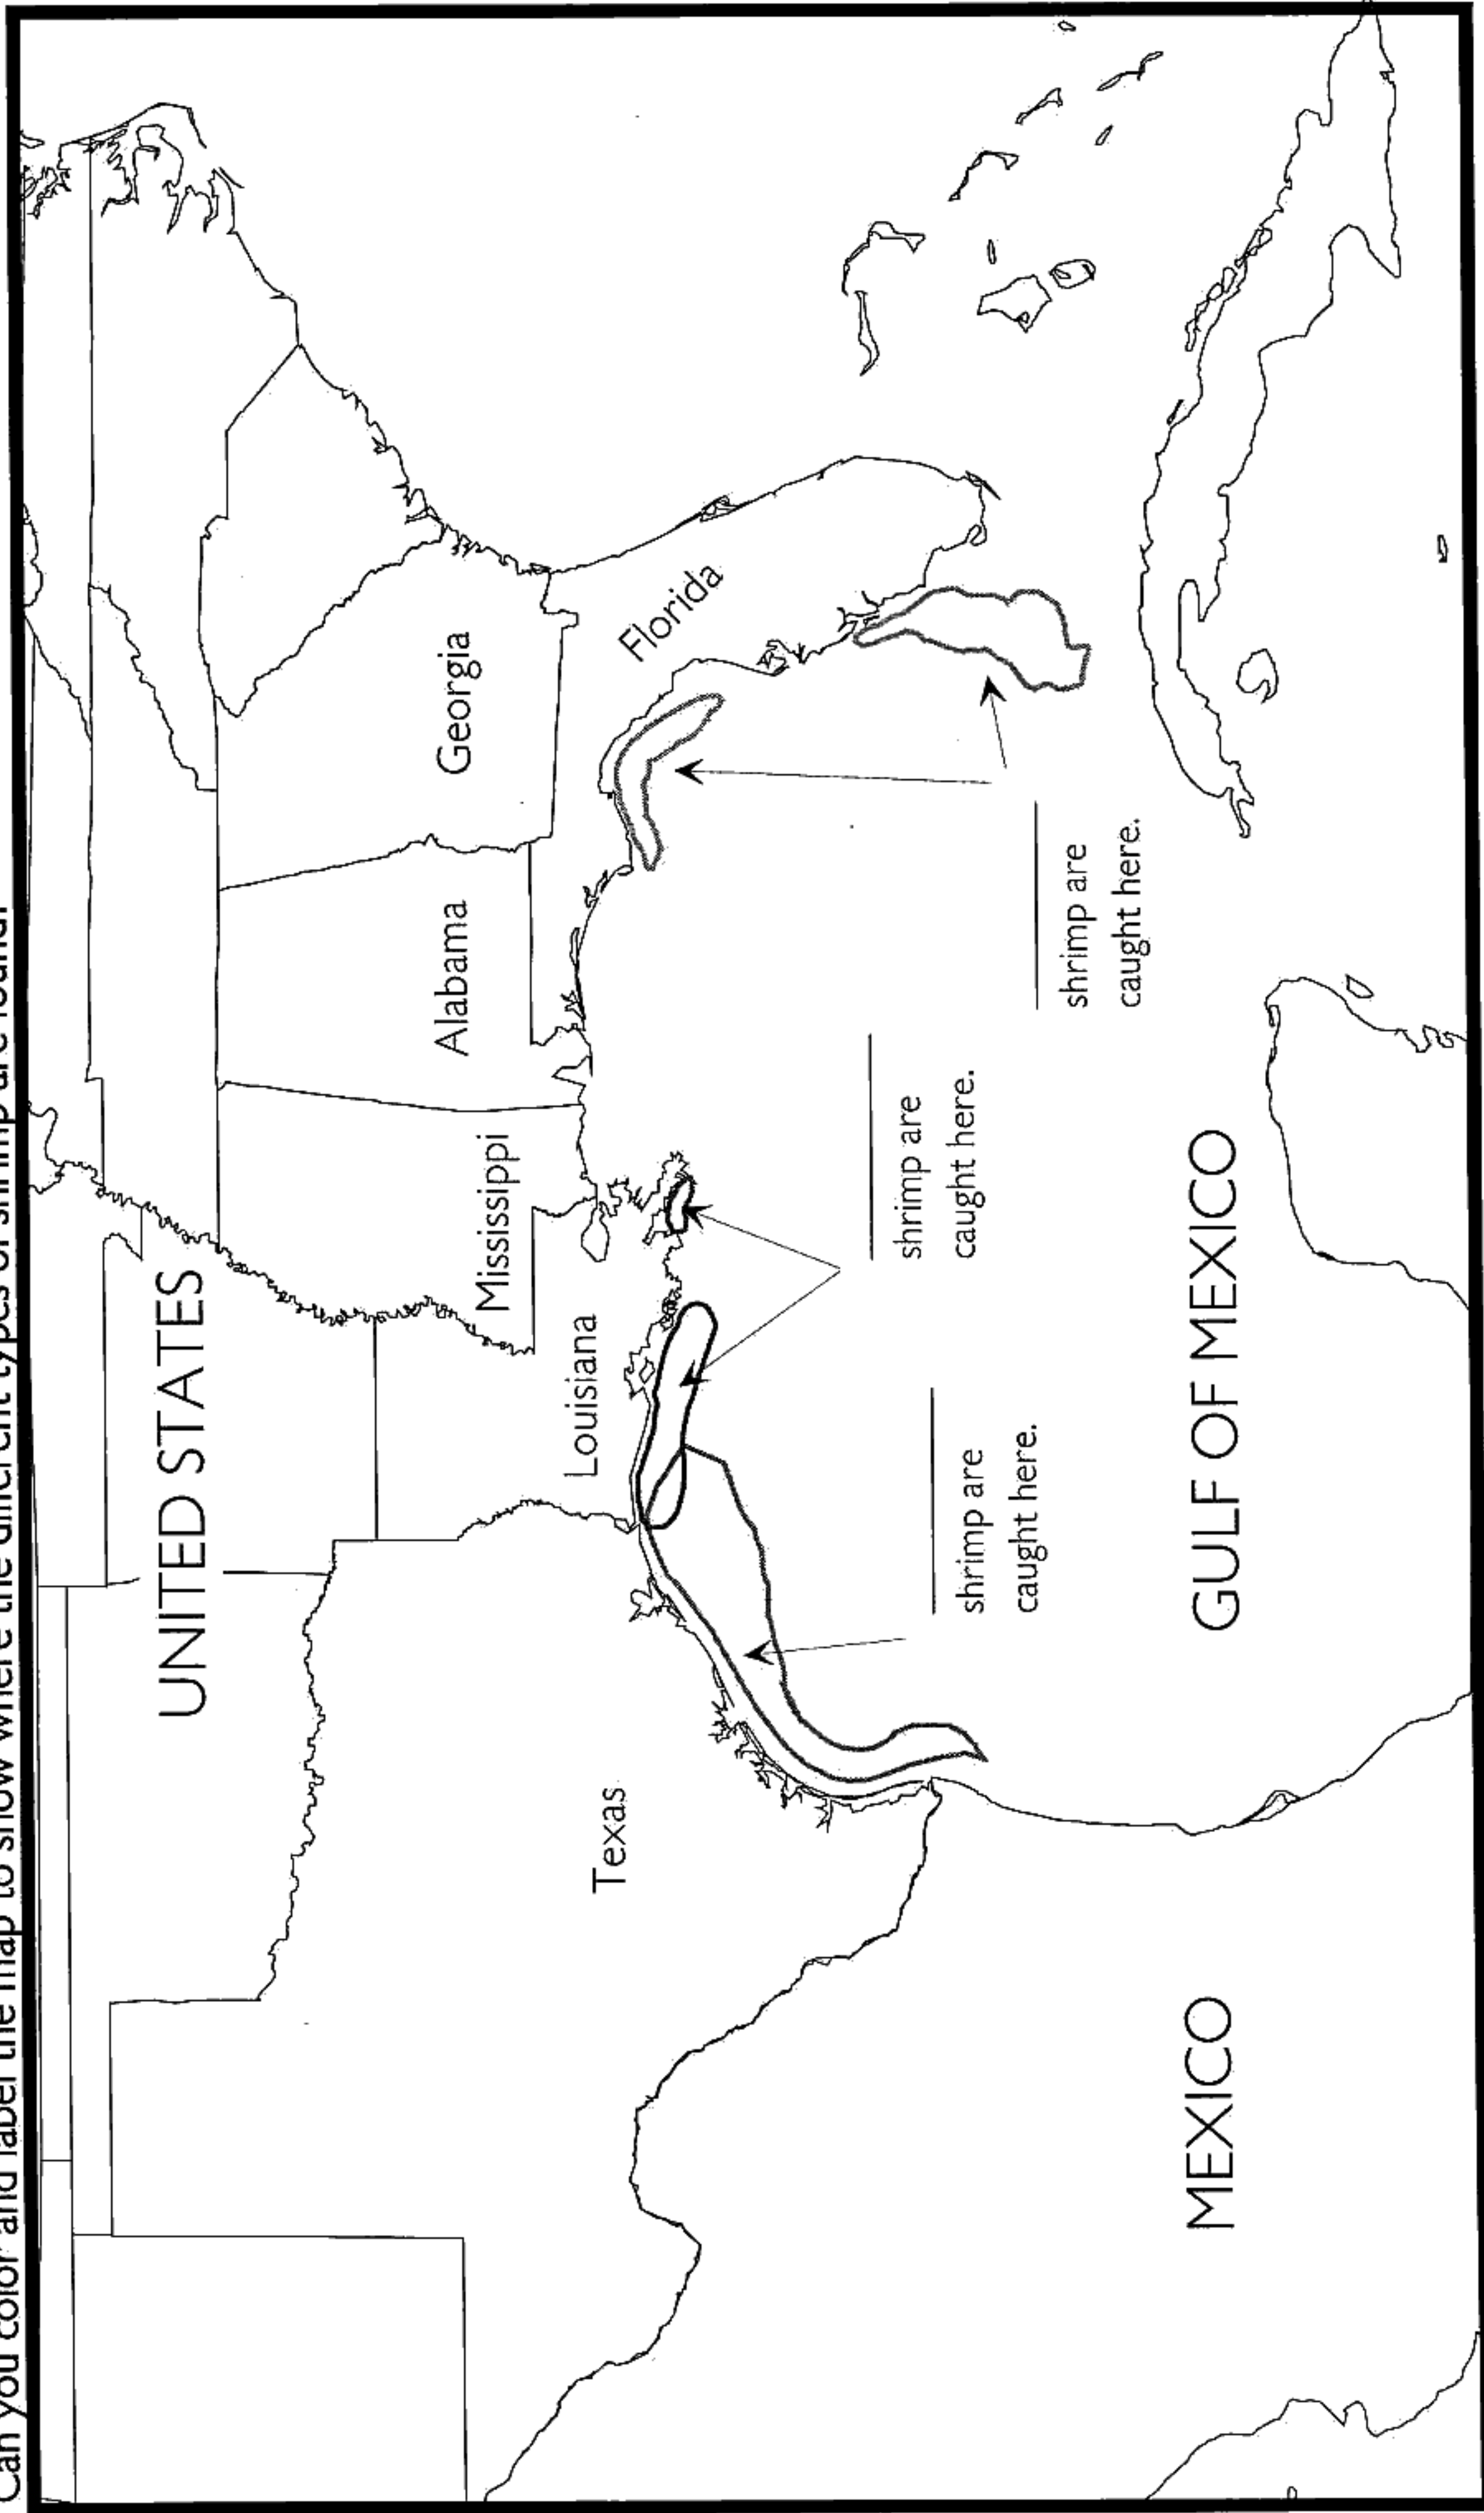 Can you color and label the map to show where the different types of shrimp are found.
UNITED STATES
Georgia
Alabama
Mississippi
Louisiana
Texas
Florida
shrimp are
caught here.
shrimp are
caught here.
shrimp are
caught here.
GULF OF MEXICO
MEXICO